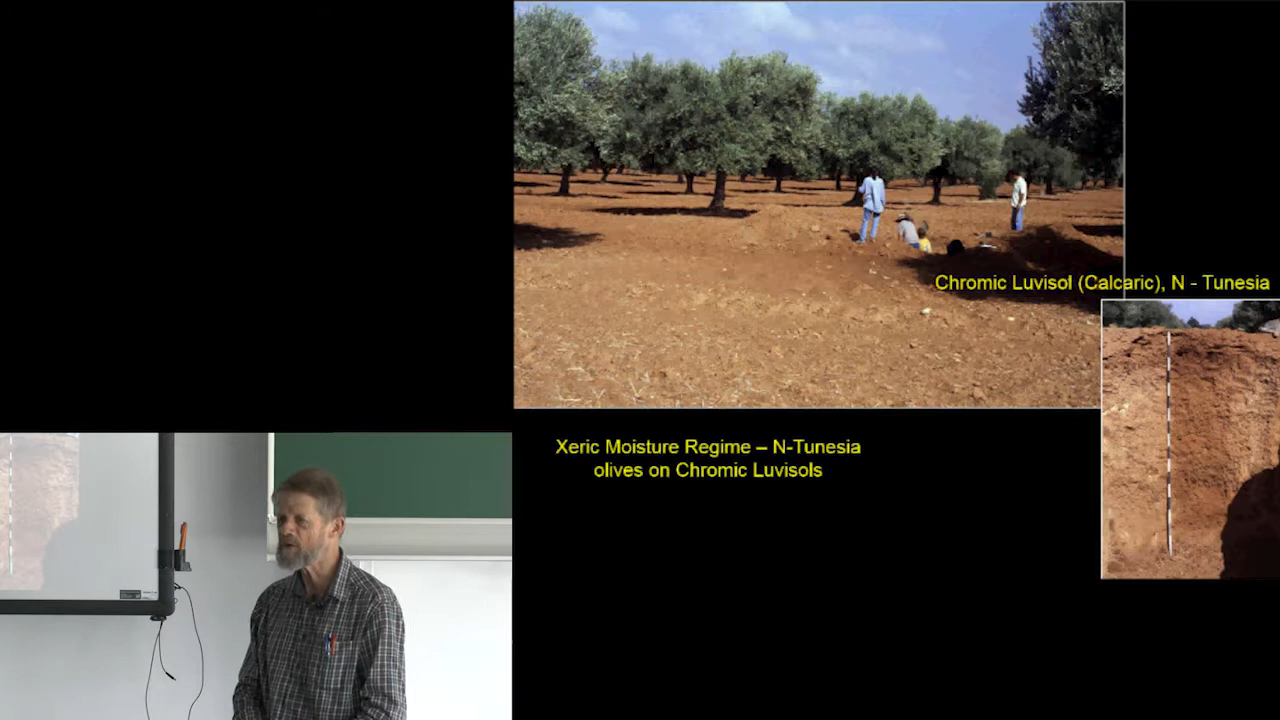 Chromic Luvisol (Calcaric), N - Tunesia
Xeric Moisture Regime – N-Tunesia
olives on Chromic Luvisols